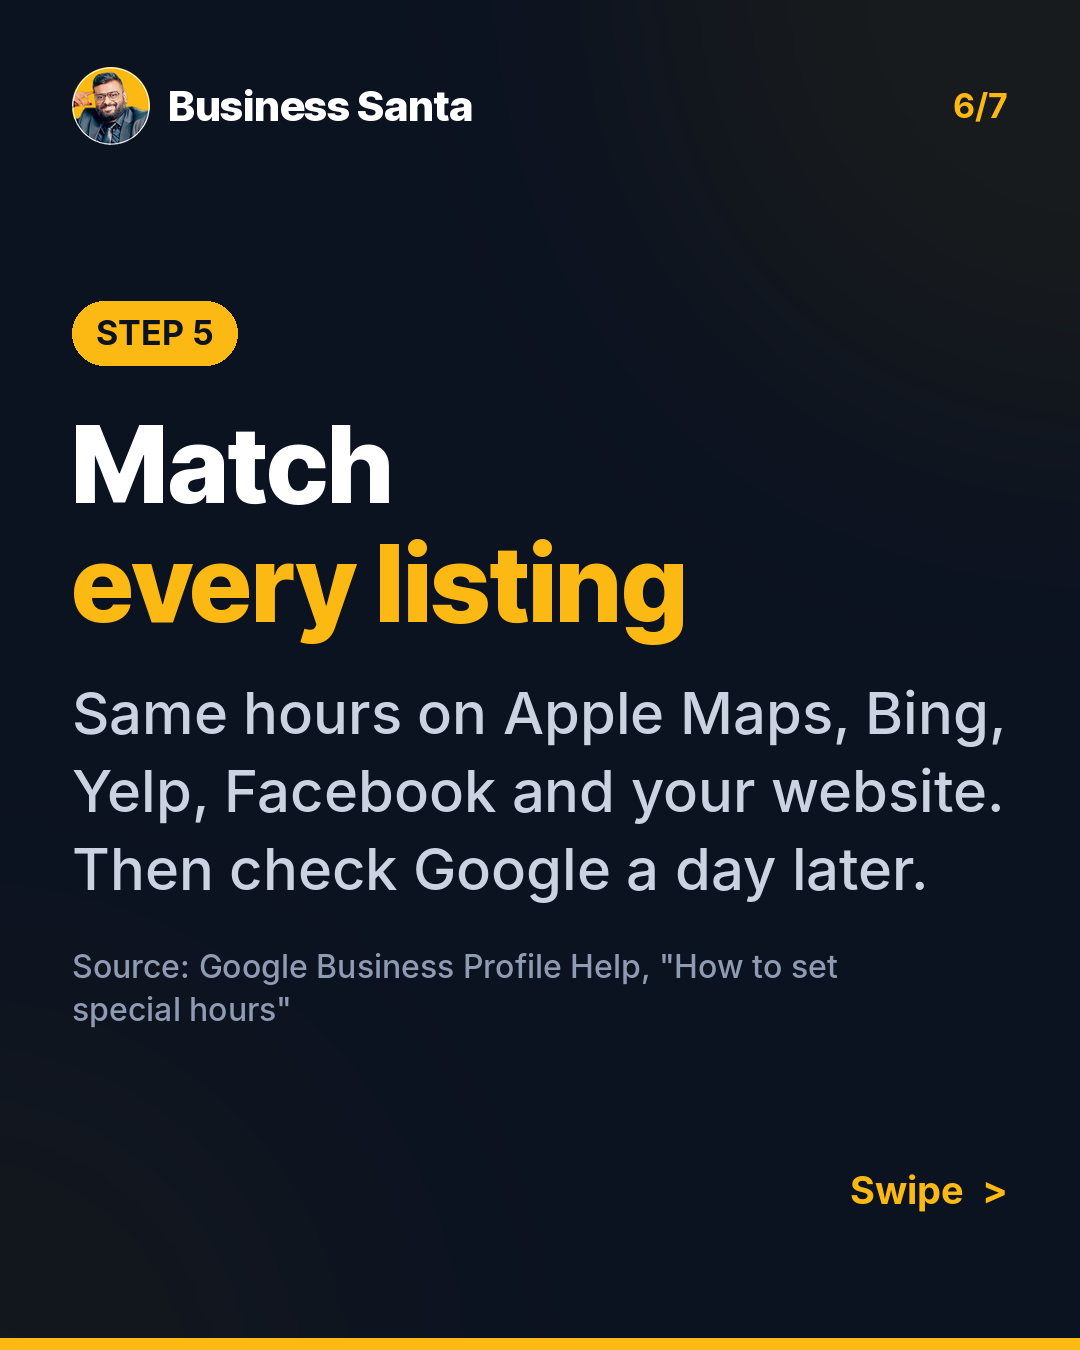 Business Santa
6/7
STEP 5
Match
every listing
Same hours on Apple Maps, Bing,
Yelp, Facebook and your website.
Then check Google a day later.
Source: Google Business Profile Help, "How to set
special hours"
Swipe >